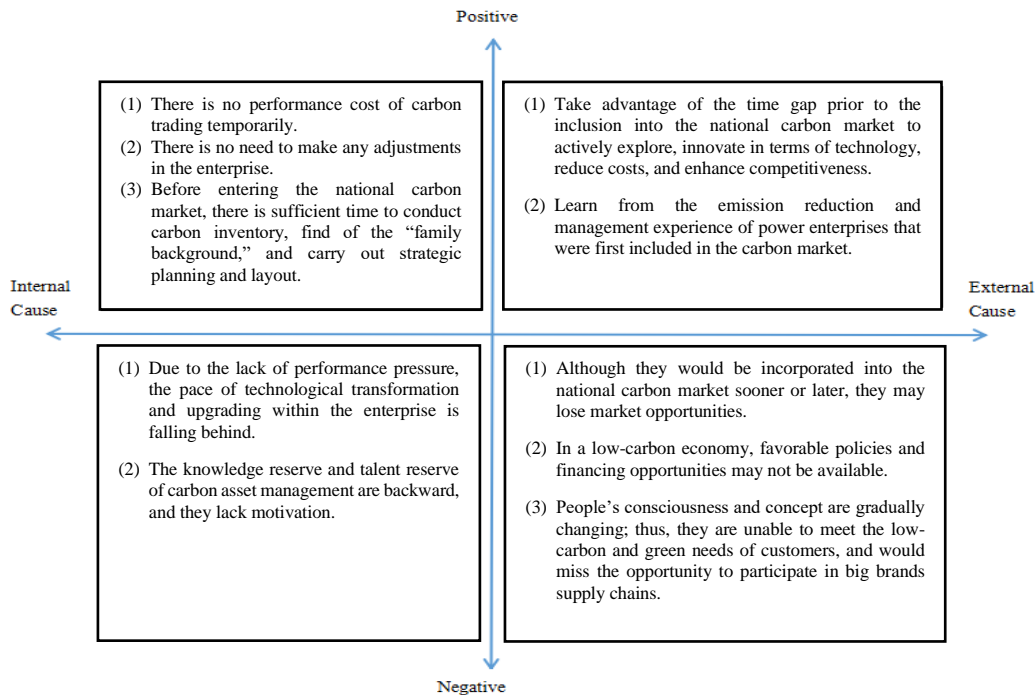 Positive
(1) There is no performance cost of carbon
trading temporarily.
(2) There is no need to make any adjustments
in the enterprise.
(3) Before entering the national carbon
market, there is sufficient time to conduct
carbon inventory, find of the “family
background,” and carry out strategic
planning and layout.
(1) Take advantage of the time gap prior to the
inclusion into the national carbon market to
actively explore, innovate in terms of technology,
reduce costs, and enhance competitiveness.
(2) Learn from the emission reduction and
management experience of power enterprises that
were first included in the carbon market.
Internal
Cause
External
Cause
(1) Due to the lack of performance pressure,
the pace of technological transformation
and upgrading within the enterprise is
falling behind.
(2) The knowledge reserve and talent reserve
of carbon asset management are backward,
and they lack motivation.
(1) Although they would be incorporated into the
national carbon market sooner or later, they may
lose market opportunities.
(2) In a low-carbon economy, favorable policies and
financing opportunities may not be available.
(3) People’s consciousness and concept are gradually
changing; thus, they are unable to meet the low-
carbon and green needs of customers, and would
miss the opportunity to participate in big brands
supply chains.
Negative